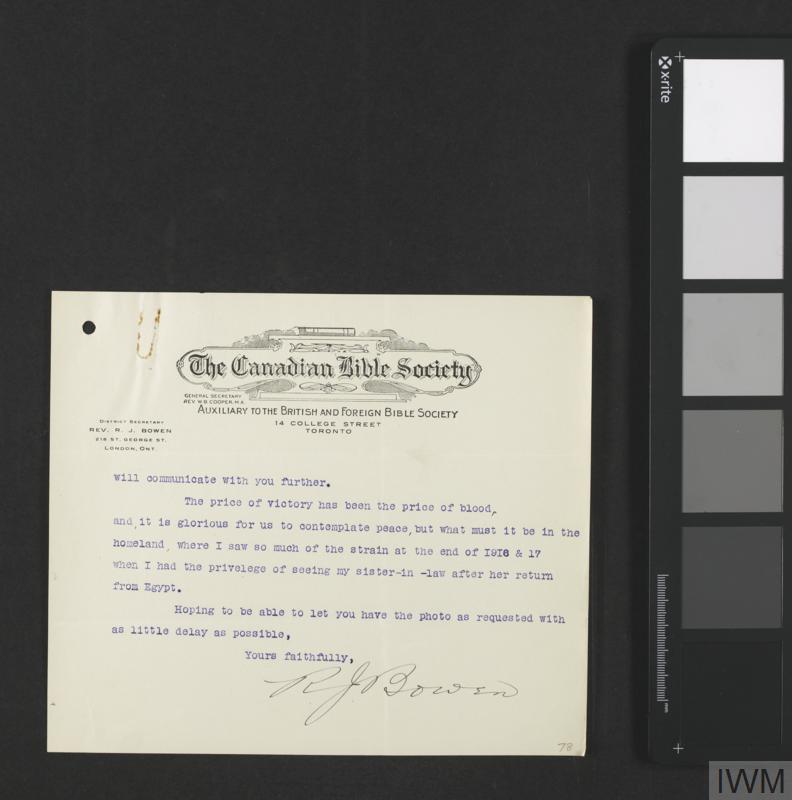 The Canadian Bible Society
GENERAL SECRETARY
REV. W.B. COOPER, M.A.
AUXILIARY TO THE BRITISH AND FOREIGN BIBLE SOCIETY
14 COLLEGE STREET
TORONTO
DISTRICT SECRETARY
REV. R. J. BOWEN
218 ST. GEORGE ST.
LONDON, ONT.
will communicate with you further.
The price of victory has been the price of blood,
and, it is glorious for us to contemplate peace, but what must it be in the
homeland, where I saw so much of the strain at the end of 1916 & 17
when I had the privelege of seeing my sister-in -law after her return
from Egypt.
Hoping to be able to let you have the photo as requested with
as little delay as possible,
Yours faithfully,
R J Bowen
78
x·rite
mm
IWM